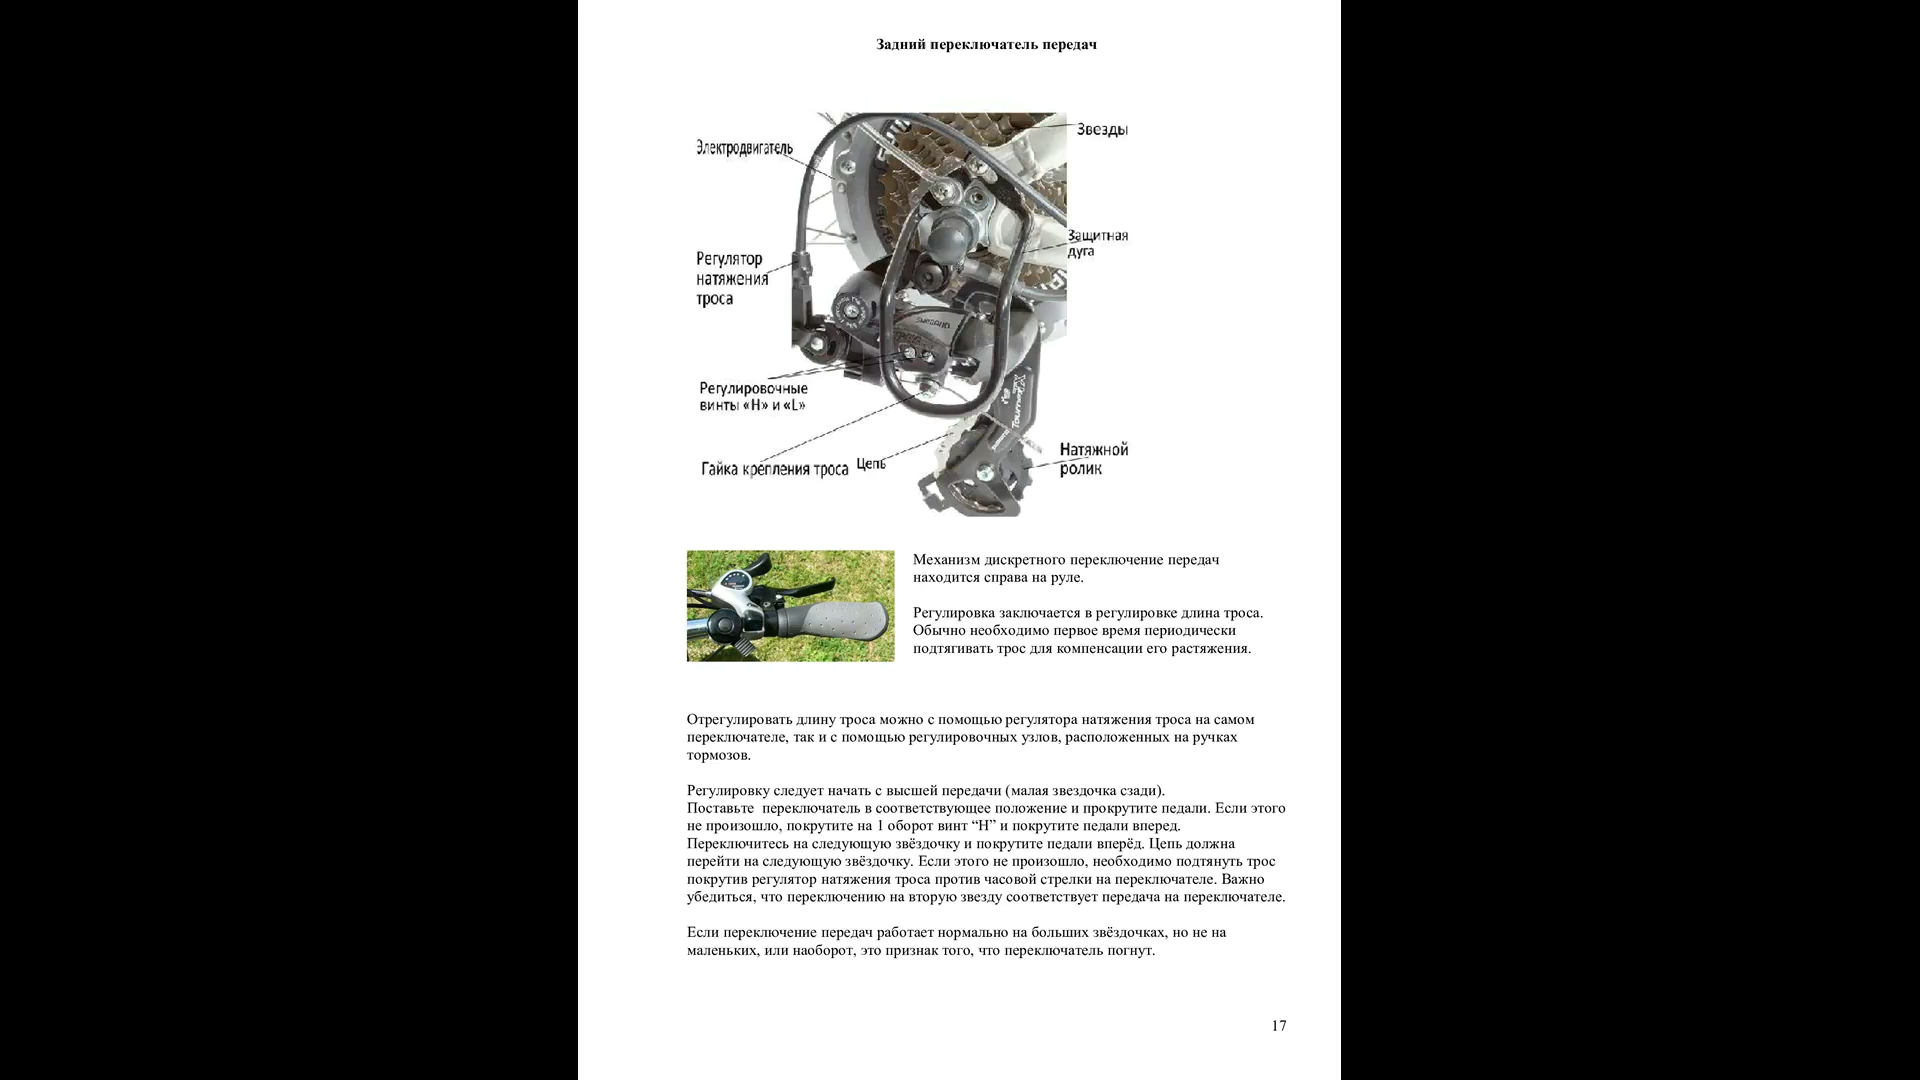 Задний переключатель передач
Звезды
Электродвигатель
Защитная
дуга
Регулятор
натяжения
троса
SHIMANO
Регулировочные
винты «H» и «L»
Tourney
Гайка крепления троса
Цепь
Натяжной
ролик
Механизм дискретного переключение передач
находится справа на руле.
Регулировка заключается в регулировке длина троса.
Обычно необходимо первое время периодически
подтягивать трос для компенсации его растяжения.
Отрегулировать длину троса можно с помощью регулятора натяжения троса на самом
переключателе, так и с помощью регулировочных узлов, расположенных на ручках
тормозов.
Регулировку следует начать с высшей передачи (малая звездочка сзади).
Поставьте  переключатель в соответствующее положение и прокрутите педали. Если этого
не произошло, покрутите на 1 оборот винт “H” и покрутите педали вперед.
Переключитесь на следующую звёздочку и покрутите педали вперёд. Цепь должна
перейти на следующую звёздочку. Если этого не произошло, необходимо подтянуть трос
покрутив регулятор натяжения троса против часовой стрелки на переключателе. Важно
убедиться, что переключению на вторую звезду соответствует передача на переключателе.
Если переключение передач работает нормально на больших звёздочках, но не на
маленьких, или наоборот, это признак того, что переключатель погнут.
17